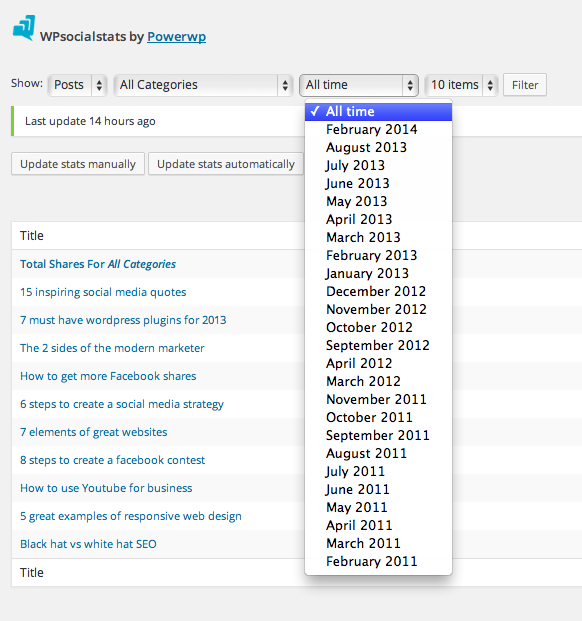 WPsocialstats by Powerwp
Show: Posts All Categories All time 10 items Filter
Last update 14 hours ago
Update stats manually Update stats automatically
✓ All time
February 2014
August 2013
July 2013
June 2013
May 2013
April 2013
March 2013
February 2013
January 2013
December 2012
November 2012
October 2012
September 2012
April 2012
March 2012
November 2011
October 2011
September 2011
August 2011
July 2011
June 2011
May 2011
April 2011
March 2011
February 2011
Title
Total Shares For All Categories
15 inspiring social media quotes
7 must have wordpress plugins for 2013
The 2 sides of the modern marketer
How to get more Facebook shares
6 steps to create a social media strategy
7 elements of great websites
8 steps to create a facebook contest
How to use Youtube for business
5 great examples of responsive web design
Black hat vs white hat SEO
Title